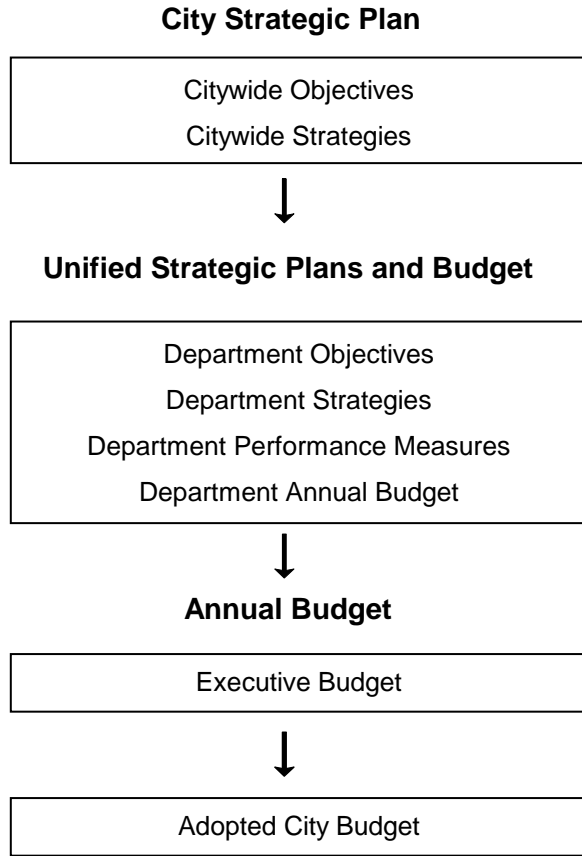 City Strategic Plan
Citywide Objectives
Citywide Strategies
Unified Strategic Plans and Budget
Department Objectives
Department Strategies
Department Performance Measures
Department Annual Budget
Annual Budget
Executive Budget
Adopted City Budget